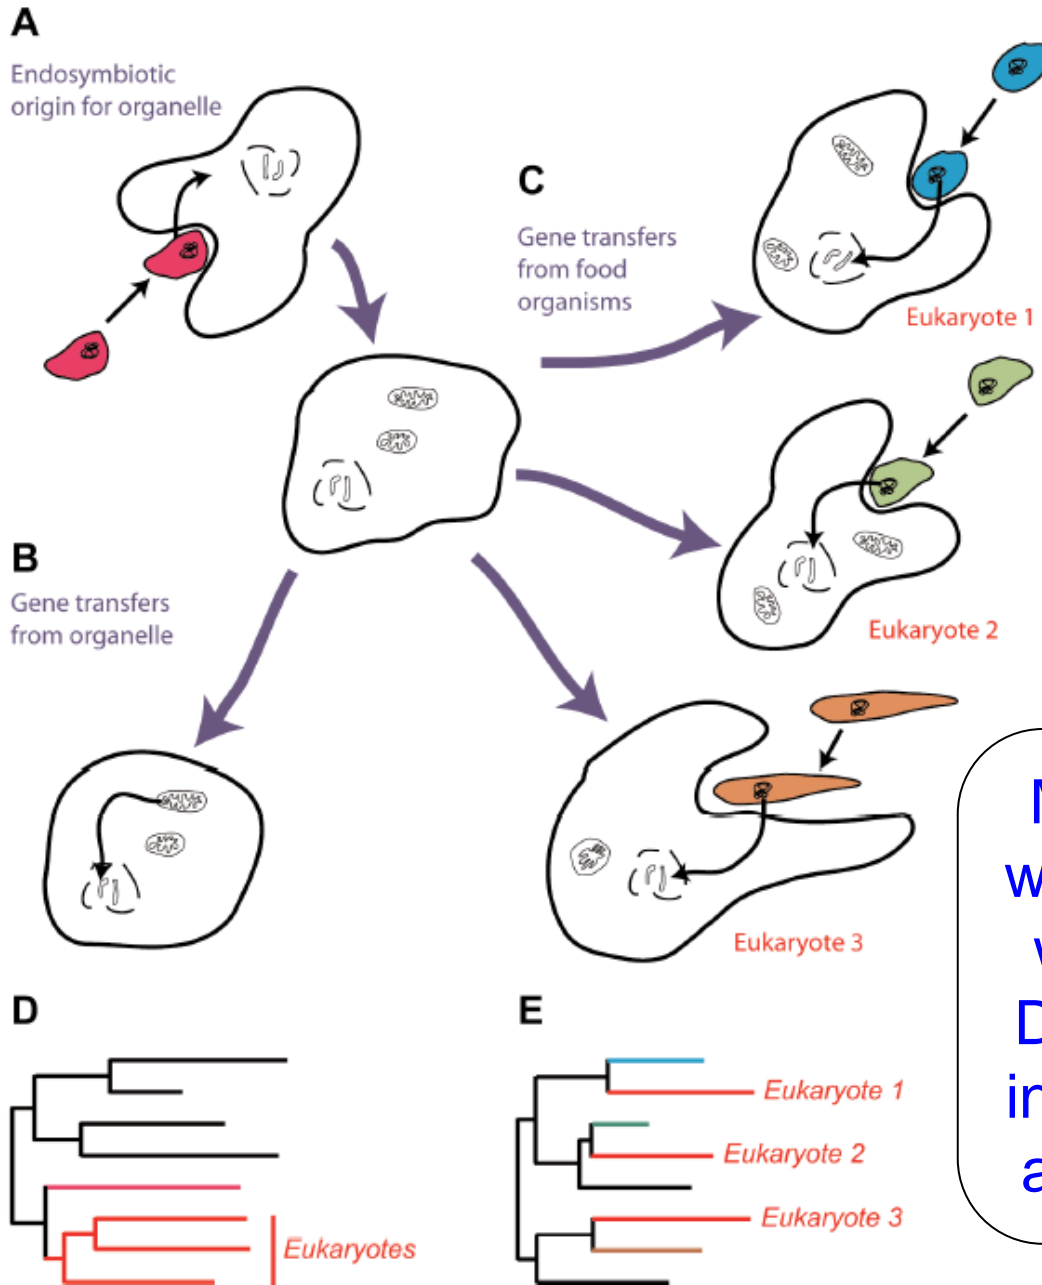 A
Endosymbiotic
origin for organelle
C
Gene transfers
from food
organisms
Eukaryote 1
Eukaryote 2
B
Gene transfers
from organelle
Eukaryote 3
D
Eukaryotes
E
Eukaryote 1
Eukaryote 2
Eukaryote 3